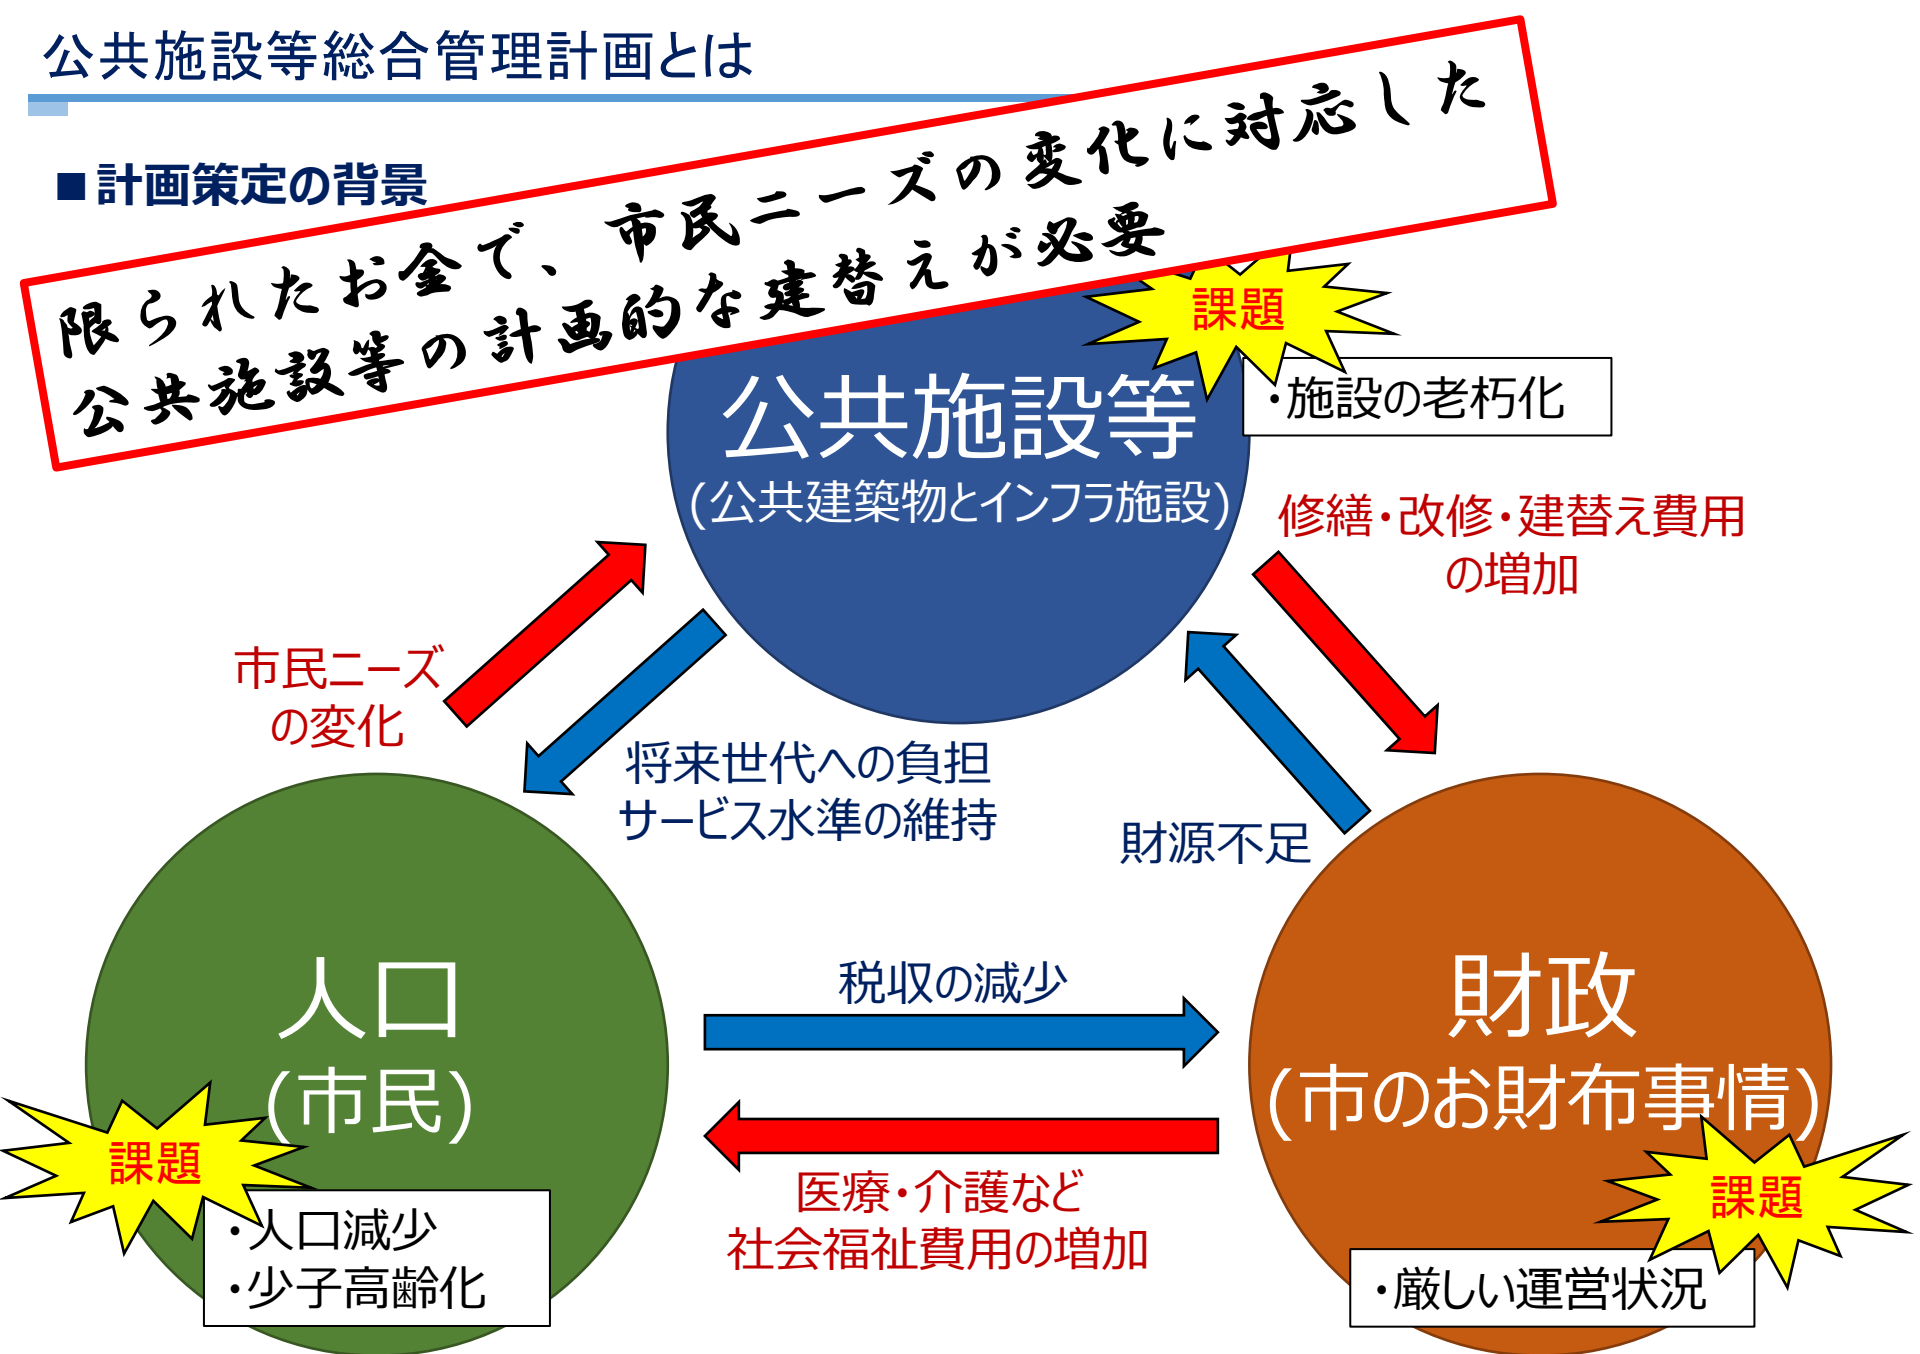 公共施設等総合管理計画とは
■計画策定の背景
限られたお金で、市民ニーズの変化に対応した
公共施設等の計画的な建替えが必要
課題
・施設の老朽化
公共施設等
(公共建築物とインフラ施設)
修繕・改修・建替え費用
の増加
市民ニーズ
の変化
将来世代への負担
サービス水準の維持
財源不足
人口
(市民)
課題
・人口減少
・少子高齢化
税収の減少
医療・介護など
社会福祉費用の増加
財政
(市のお財布事情)
課題
・厳しい運営状況